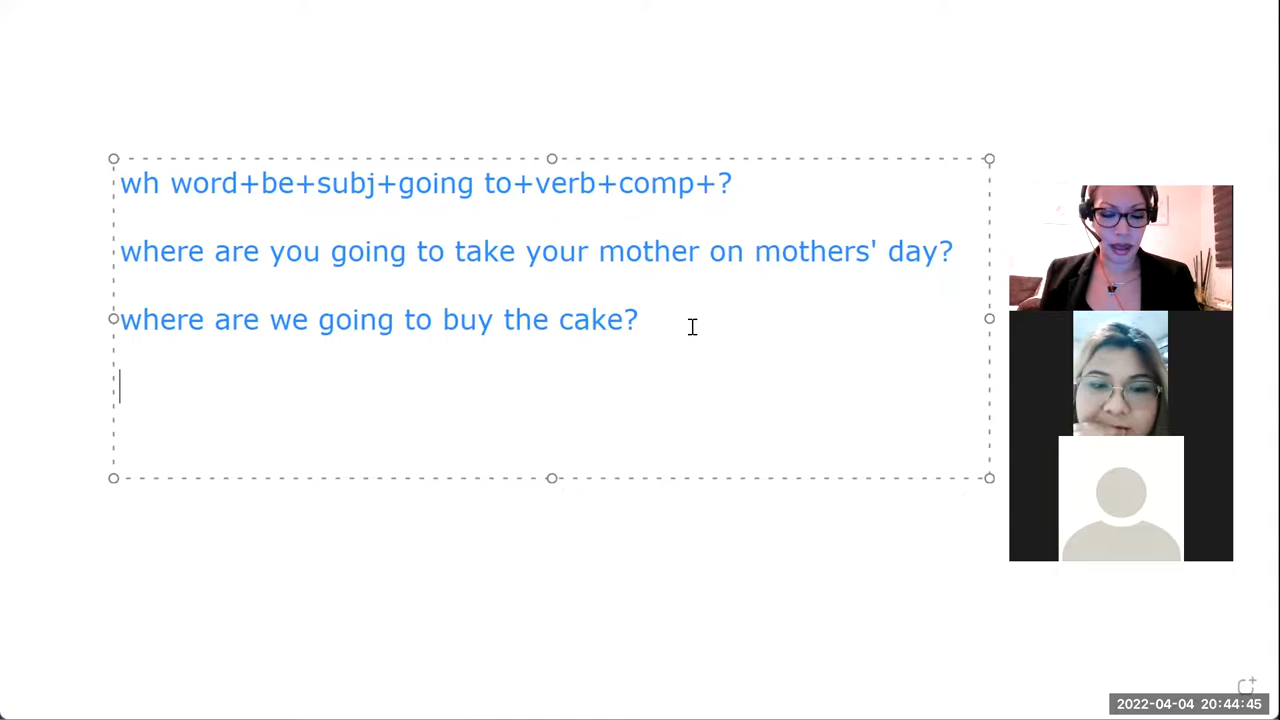 wh word+be+subj+going to+verb+comp+?
where are you going to take your mother on mothers' day?
where are we going to buy the cake?
2022-04-04 20:44:45